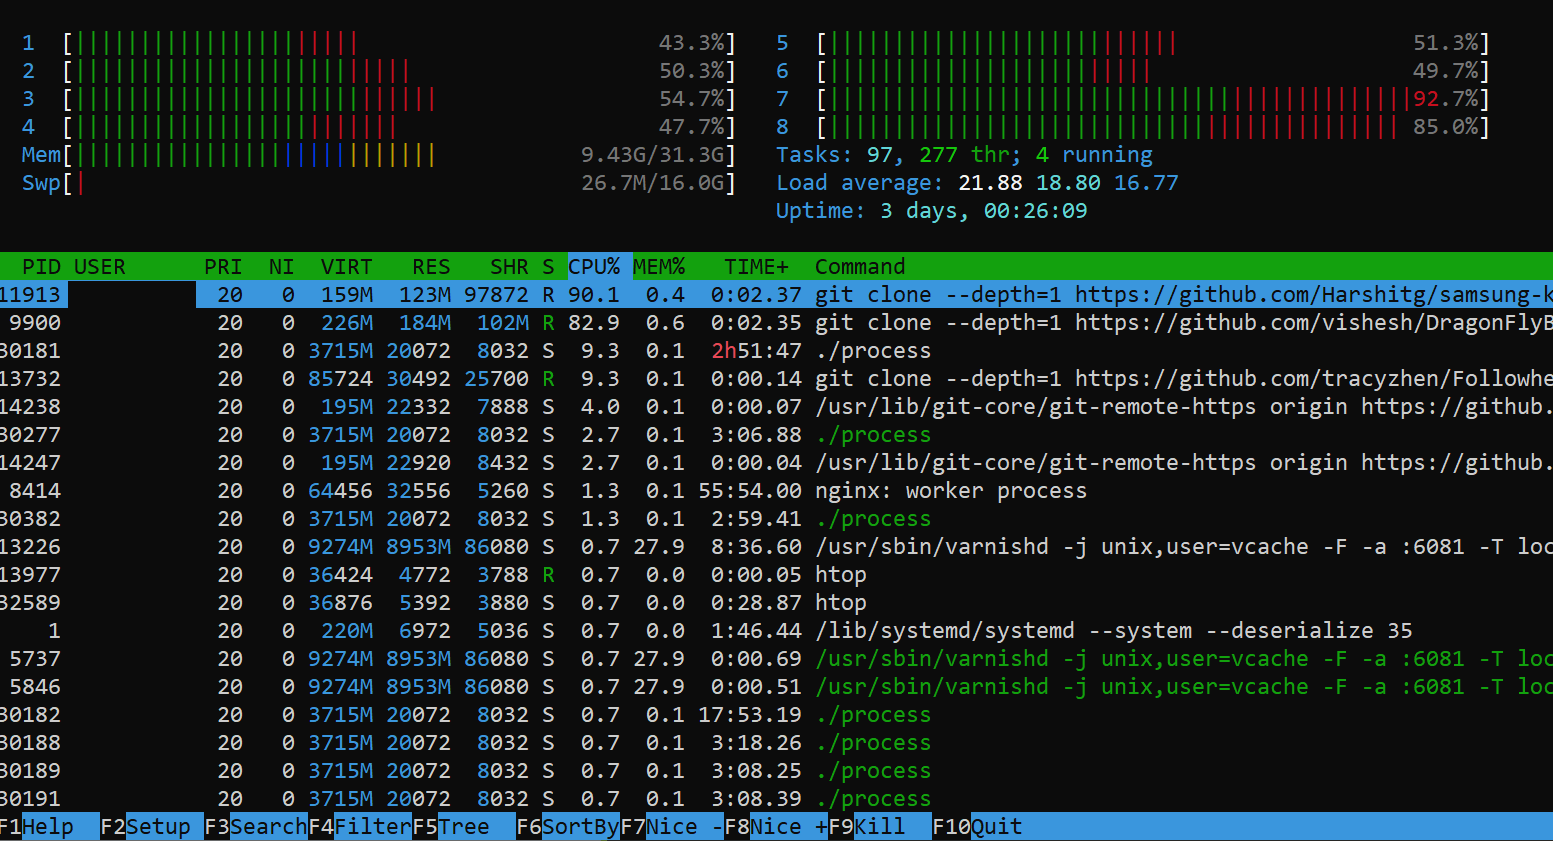 1 [||||||||||||||||||||||43.3%] 5 [|||||||||||||||||||||||||||51.3%]
2 [||||||||||||||||||||||||||50.3%] 6 [|||||||||||||||||||||||||49.7%]
3 [||||||||||||||||||||||||||||54.7%] 7 [||||||||||||||||||||||||||||||||||||||||||||||92.7%]
4 [|||||||||||||||||||||||||47.7%] 8 [||||||||||||||||||||||||||||||||||||||||||||85.0%]
Mem[||||||||||||||||||||||||||||9.43G/31.3G] Tasks: 97, 277 thr; 4 running
Swp[|26.7M/16.0G] Load average: 21.88 18.80 16.77
Uptime: 3 days, 00:26:09
PID USER PRI NI VIRT RES SHR S CPU% MEM% TIME+ Command
11913 20 0 159M 123M 97872 R 90.1 0.4 0:02.37 git clone --depth=1 https://github.com/Harshitg/samsung-k
9900 20 0 226M 184M 102M R 82.9 0.6 0:02.35 git clone --depth=1 https://github.com/vishesh/DragonFlyB
30181 20 0 3715M 20072 8032 S 9.3 0.1 2h51:47 ./process
13732 20 0 85724 30492 25700 R 9.3 0.1 0:00.14 git clone --depth=1 https://github.com/tracyzhen/Followhe
14238 20 0 195M 22332 7888 S 4.0 0.1 0:00.07 /usr/lib/git-core/git-remote-https origin https://github.
30277 20 0 3715M 20072 8032 S 2.7 0.1 3:06.88 ./process
14247 20 0 195M 22920 8432 S 2.7 0.1 0:00.04 /usr/lib/git-core/git-remote-https origin https://github.
8414 20 0 64456 32556 5260 S 1.3 0.1 55:54.00 nginx: worker process
30382 20 0 3715M 20072 8032 S 1.3 0.1 2:59.41 ./process
13226 20 0 9274M 8953M 86080 S 0.7 27.9 8:36.60 /usr/sbin/varnishd -j unix,user=vcache -F -a :6081 -T loc
13977 20 0 36424 4772 3788 R 0.7 0.0 0:00.05 htop
32589 20 0 36876 5392 3880 S 0.7 0.0 0:28.87 htop
1 20 0 220M 6972 5036 S 0.7 0.0 1:46.44 /lib/systemd/systemd --system --deserialize 35
5737 20 0 9274M 8953M 86080 S 0.7 27.9 0:00.69 /usr/sbin/varnishd -j unix,user=vcache -F -a :6081 -T loc
5846 20 0 9274M 8953M 86080 S 0.7 27.9 0:00.51 /usr/sbin/varnishd -j unix,user=vcache -F -a :6081 -T loc
30182 20 0 3715M 20072 8032 S 0.7 0.1 17:53.19 ./process
30188 20 0 3715M 20072 8032 S 0.7 0.1 3:18.26 ./process
30189 20 0 3715M 20072 8032 S 0.7 0.1 3:08.25 ./process
30191 20 0 3715M 20072 8032 S 0.7 0.1 3:08.39 ./process
F1Help F2Setup F3SearchF4FilterF5Tree F6SortByF7Nice -F8Nice +F9Kill F10Quit